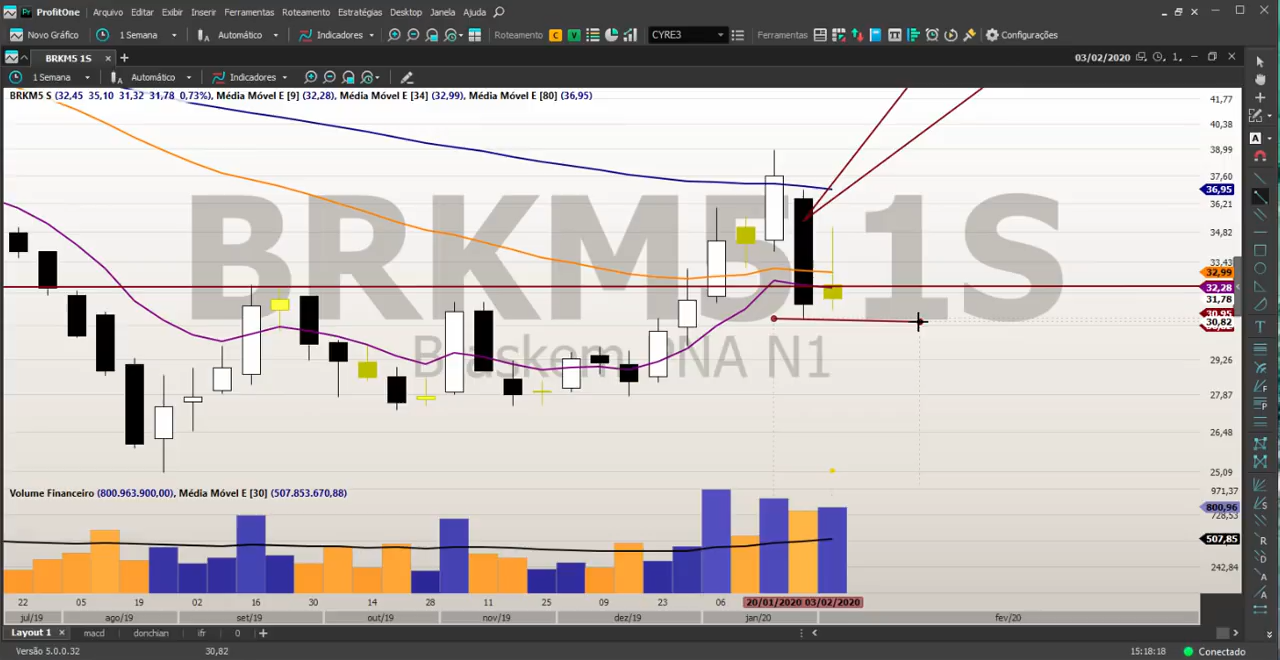 ProfitOne Arquivo Editar Exibir Inserir Ferramentas Roteamento Estratégias Desktop Janela Ajuda
Novo Gráfico 1 Semana Automático Indicadores Roteamento C V CYRE3 Ferramentas Configurações
BRKM5 1S 03/02/2020 1
1 Semana Automático Indicadores
BRKM5 S (32,45 35,10 31,32 31,78 0,73%), Média Móvel E [9] (32,28), Média Móvel E [34] (32,99), Média Móvel E [80] (36,95)
41,77
40,38
38,99
37,60
36,95
36,21
34,82
33,43
32,99
32,28
31,78
30,95
30,82
29,26
27,87
26,48
25,09
BRKM5 1S
Braskem PNA N1
Volume Financeiro (800.963.900,00), Média Móvel E [30] (507.853.670,88)
971,37
800,96
728,53
507,85
242,84
22 05 19 02 16 30 14 28 11 25 09 23 06 20/01/2020 03/02/2020
jul/19 ago/19 set/19 out/19 nov/19 dez/19 jan/20 fev/20
Layout 1 macd donchian ifr 0
Versão 5.0.0.32 30,82 15:18:18 Conectado